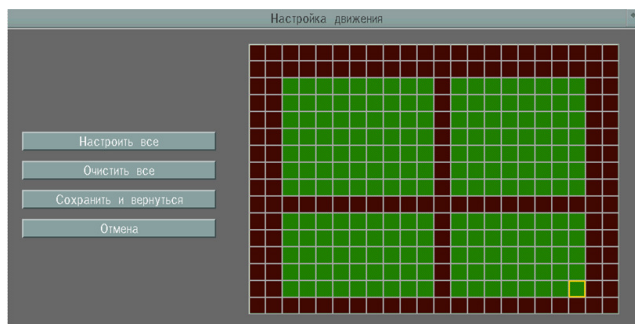 Настройка движения
Настроить все
Очистить все
Сохранить и вернуться
Отмена